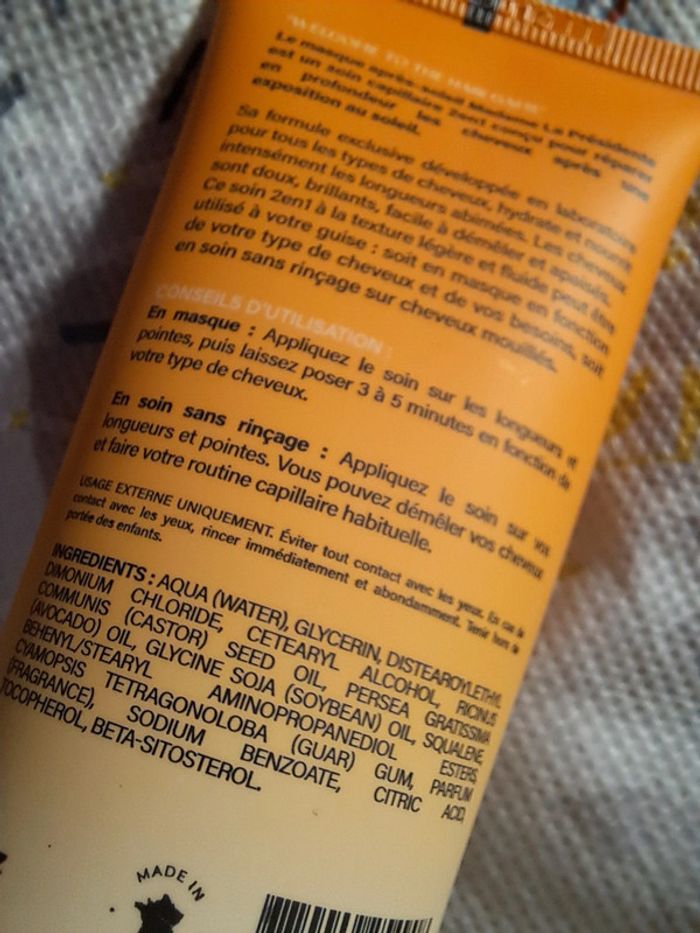 "WELCOME TO THE HAIR GAME"
Le masque après-soleil Madame La Présidente
est un soin capillaire 2en1 conçu pour réparer
en profondeur les cheveux après une
exposition au soleil.
Sa formule exclusive développée en laboratoire
pour tous les types de cheveux, hydrate et nourrit
intensément les longueurs abîmées. Les cheveux
sont doux, brillants, facile à démêler et apaisés.
Ce soin 2en1 à la texture légère et fluide peut être
utilisé à votre guise : soit en masque en fonction
de votre type de cheveux et de vos besoins, soit
en soin sans rinçage sur cheveux mouillés.
CONSEILS D'UTILISATION :
En masque : Appliquez le soin sur les longueurs et
pointes, puis laissez poser 3 à 5 minutes en fonction de
votre type de cheveux.
En soin sans rinçage : Appliquez le soin sur vos
longueurs et pointes. Vous pouvez démêler vos cheveux
et faire votre routine capillaire habituelle.
USAGE EXTERNE UNIQUEMENT. Éviter tout contact avec les yeux. En cas de
contact avec les yeux, rincer immédiatement et abondamment. Tenir hors de
portée des enfants.
INGREDIENTS : AQUA (WATER), GLYCERIN, DISTEAROYLETHYL
DIMONIUM CHLORIDE, CETEARYL ALCOHOL, RICINUS
COMMUNIS (CASTOR) SEED OIL, PERSEA GRATISSIMA
(AVOCADO) OIL, GLYCINE SOJA (SOYBEAN) OIL, SQUALENE,
BEHENYL/STEARYL AMINOPROPANEDIOL ESTERS,
CYAMOPSIS TETRAGONOLOBA (GUAR) GUM, PARFUM
(FRAGRANCE), SODIUM BENZOATE, CITRIC ACID,
TOCOPHEROL, BETA-SITOSTEROL.
MADE IN